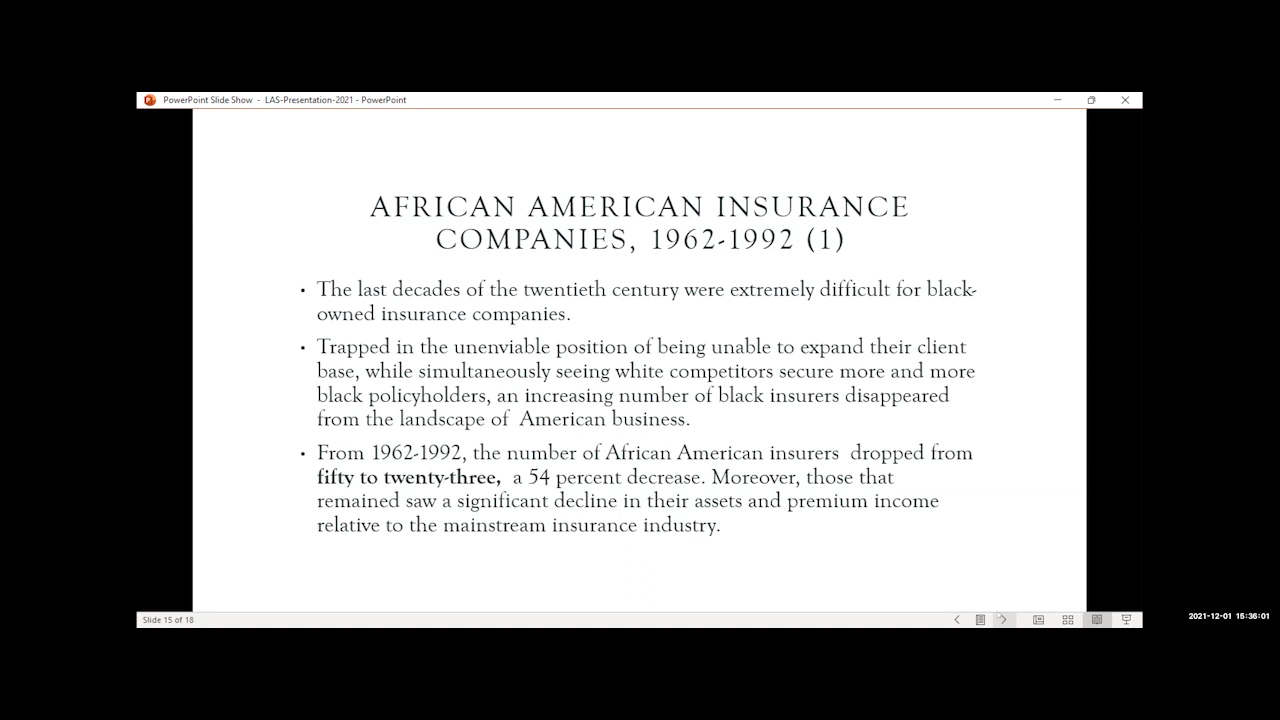 PowerPoint Slide Show - LAS-Presentation-2021 - PowerPoint
AFRICAN AMERICAN INSURANCE
COMPANIES, 1962-1992 (1)
• The last decades of the twentieth century were extremely difficult for black-
owned insurance companies.
• Trapped in the unenviable position of being unable to expand their client
base, while simultaneously seeing white competitors secure more and more
black policyholders, an increasing number of black insurers disappeared
from the landscape of American business.
• From 1962-1992, the number of African American insurers dropped from
fifty to twenty-three, a 54 percent decrease. Moreover, those that
remained saw a significant decline in their assets and premium income
relative to the mainstream insurance industry.
Slide 15 of 18
2021-12-01 15:36:01